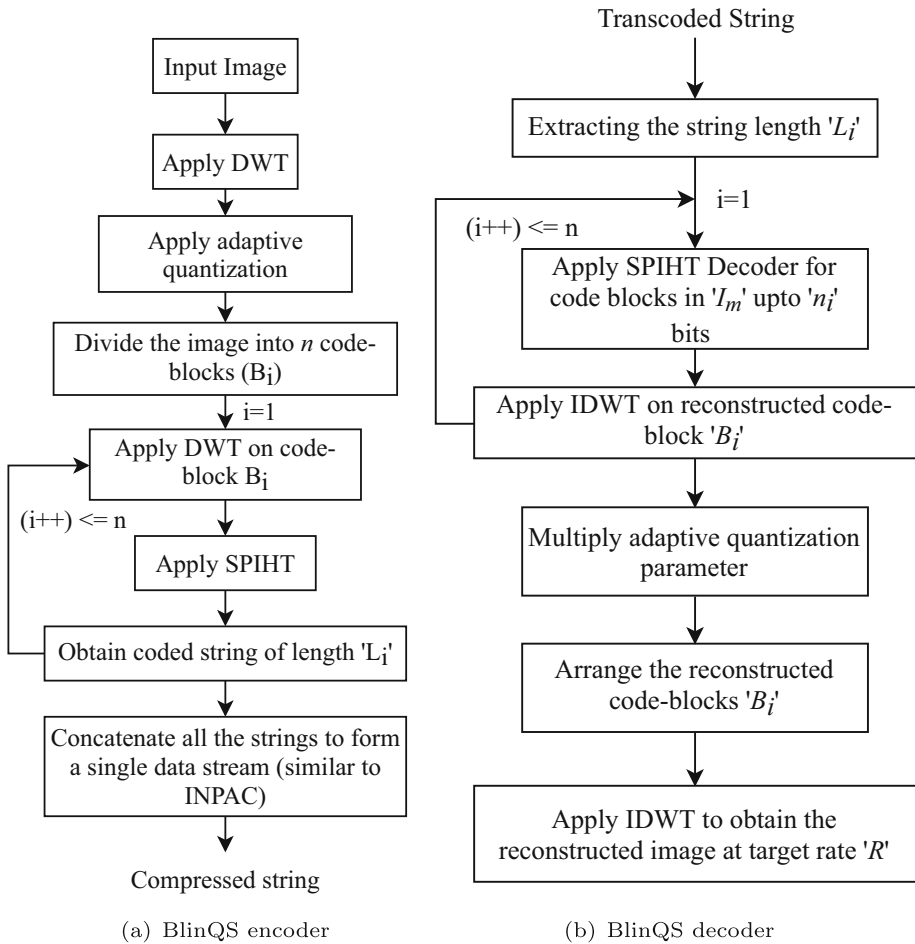 Input Image
Apply DWT
Apply adaptive
quantization
Divide the image into n code-
blocks (Bi)
i=1
Apply DWT on code-
block Bi
(i++) <= n
Apply SPIHT
Obtain coded string of length 'Li'
Concatenate all the strings to form
a single data stream (similar to
INPAC)
Compressed string
(a) BlinQS encoder
Transcoded String
Extracting the string length 'Li'
i=1
(i++) <= n
Apply SPIHT Decoder for
code blocks in 'Im' upto 'ni'
bits
Apply IDWT on reconstructed code-
block 'Bi'
Multiply adaptive quantization
parameter
Arrange the reconstructed
code-blocks 'Bi'
Apply IDWT to obtain the
reconstructed image at target rate 'R'
(b) BlinQS decoder